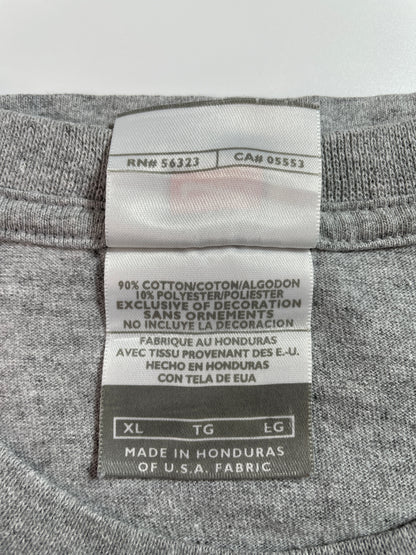 RN# 56323 CA# 05553
90% COTTON/COTON/ALGODON
10% POLYESTER/POLIESTER
EXCLUSIVE OF DECORATION
SANS ORNEMENTS
NO INCLUYE LA DECORACION
FABRIQUE AU HONDURAS
AVEC TISSU PROVENANT DES E.-U.
HECHO EN HONDURAS
CON TELA DE EUA
XL TG EG
MADE IN HONDURAS
OF U.S.A. FABRIC